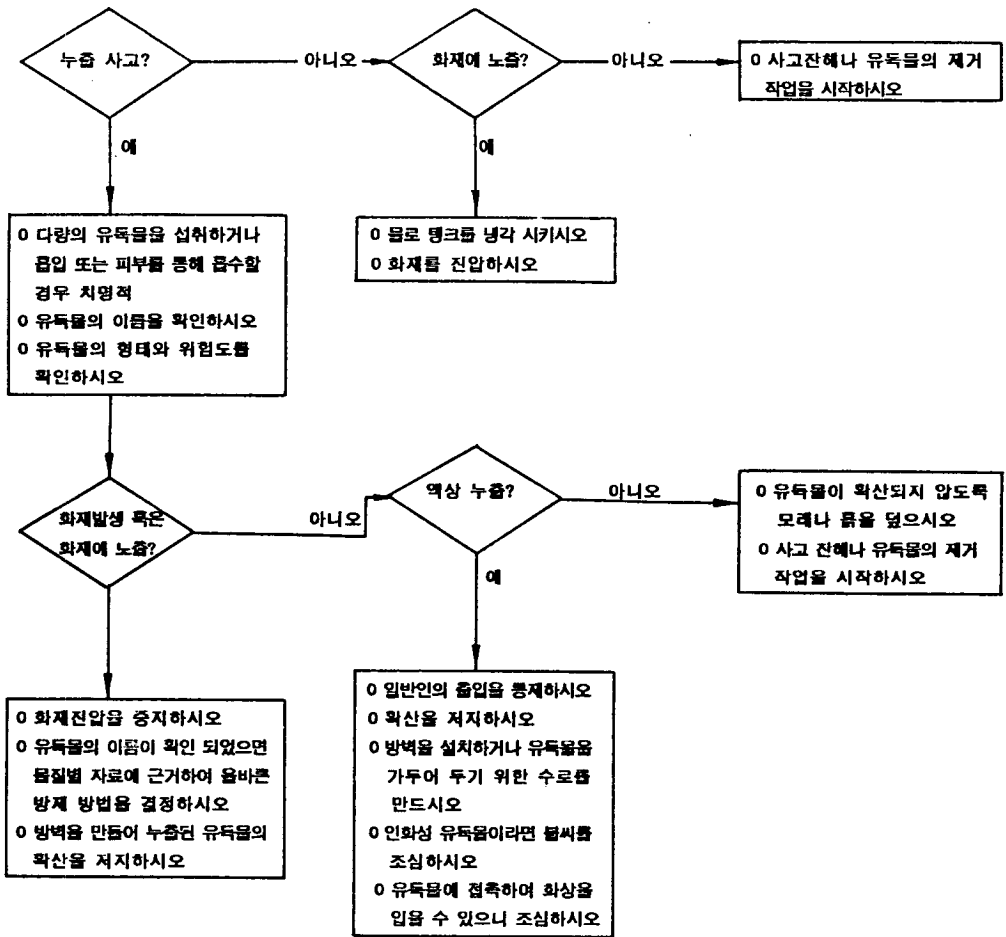 누출 사고?
아니오
화재에 노출?
아니오
O 사고잔해나 유독물의 제거
작업을 시작하시오
예
예
O 다량의 유독물을 섭취하거나
흡입 또는 피부를 통해 흡수할
경우 치명적
O 유독물의 이름을 확인하시오
O 유독물의 형태와 위험도를
확인하시오
O 물로 탱크를 냉각 시키시오
O 화재를 진압하시오
화재발생 혹은
화재에 노출?
아니오
액상 누출?
아니오
O 유독물이 확산되지 않도록
모래나 흙을 덮으시오
O 사고 잔해나 유독물의 제거
작업을 시작하시오
예
O 화재진압을 중지하시오
O 유독물의 이름이 확인 되었으면
물질별 자료에 근거하여 올바른
방제 방법을 결정하시오
O 방벽을 만들어 누출된 유독물의
확산을 저지하시오
O 일반인의 출입을 통제하시오
O 확산을 저지하시오
O 방벽을 설치하거나 유독물을
가두어 두기 위한 수로를
만드시오
O 인화성 유독물이라면 불씨를
조심하시오
O 유독물에 접촉하여 화상을
입을 수 있으니 조심하시오